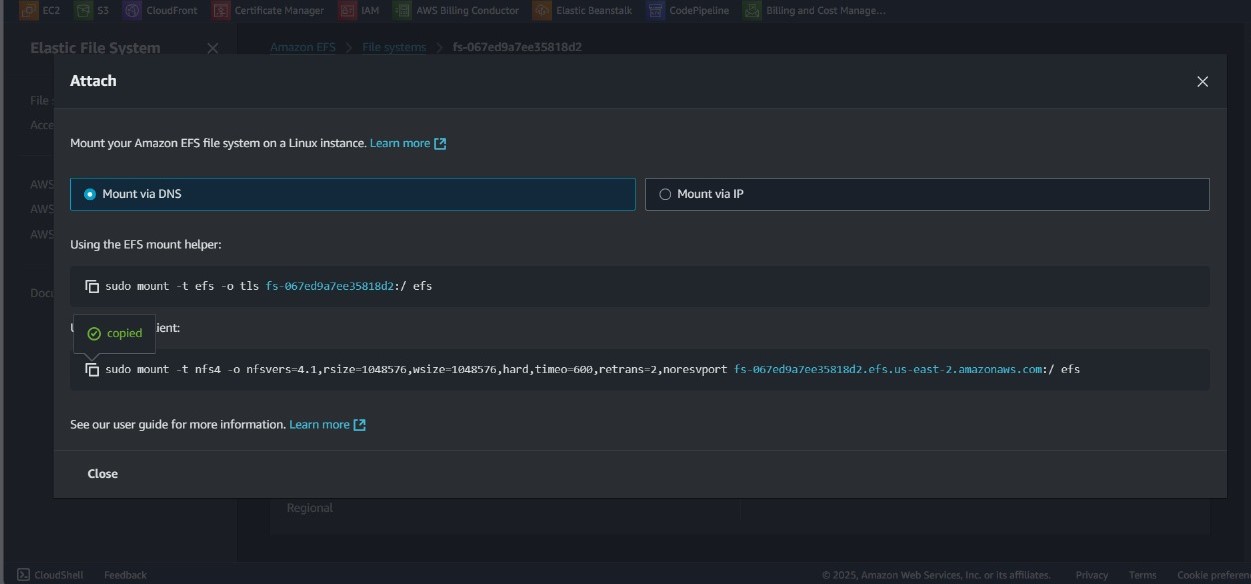 EC2 S3 CloudFront Certificate Manager IAM AWS Billing Conductor Elastic Beanstalk CodePipeline Billing and Cost Manage...
Elastic File System
Amazon EFS File systems fs-067ed9a7ee35818d2
Attach
File
Acce
Mount your Amazon EFS file system on a Linux instance. Learn more
AWS
Mount via DNS Mount via IP
AWS
AWS
Using the EFS mount helper:
sudo mount -t efs -o tls fs-067ed9a7ee35818d2:/ efs
Docu
copied ient:
sudo mount -t nfs4 -o nfsvers=4.1,rsize=1048576,wsize=1048576,hard,timeo=600,retrans=2,noresvport fs-067ed9a7ee35818d2.efs.us-east-2.amazonaws.com:/ efs
See our user guide for more information. Learn more
Close
Regional
CloudShell Feedback © 2025, Amazon Web Services, Inc. or its affiliates. Privacy Terms Cookie preferen